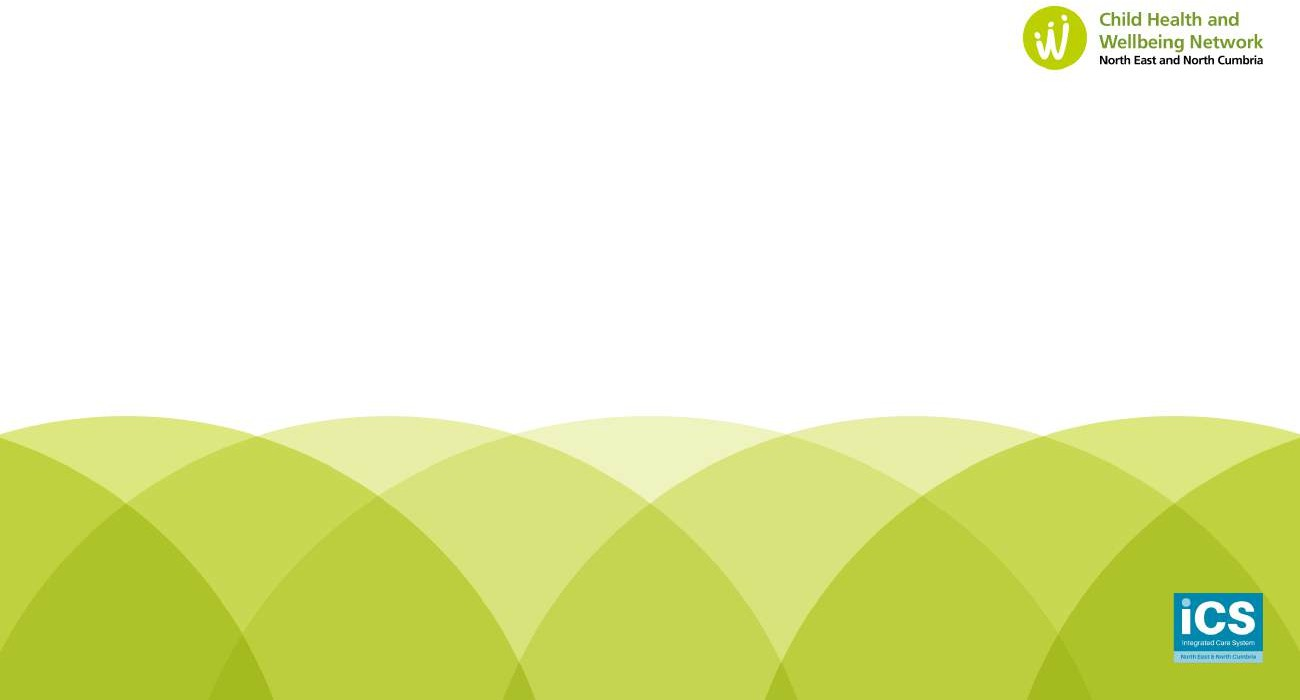 Child Health and
Wellbeing Network
North East and North Cumbria
iCS
Integrated Care System
North East & North Cumbria